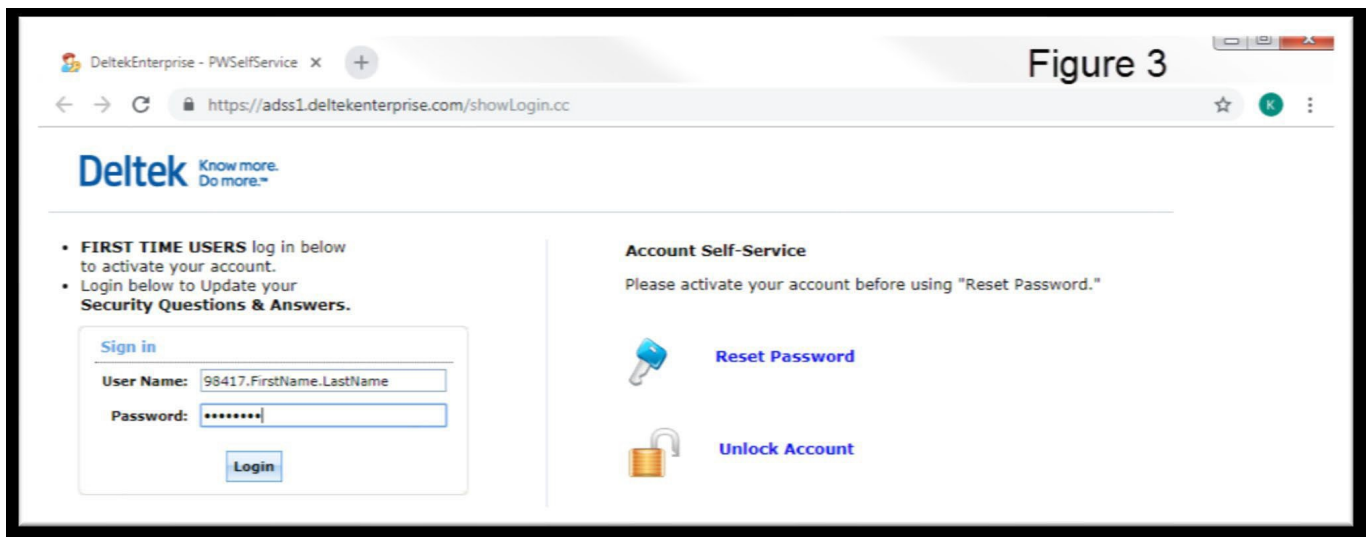 DeltekEnterprise - PWSelfService
Figure 3
https://adss1.deltekenterprise.com/showLogin.cc
K
Deltek Know more.
Do more.™
• FIRST TIME USERS log in below
to activate your account.
• Login below to Update your
Security Questions & Answers.
Sign in
User Name: 98417.FirstName.LastName
Password: ••••••••
Login
Account Self-Service
Please activate your account before using "Reset Password."
Reset Password
Unlock Account